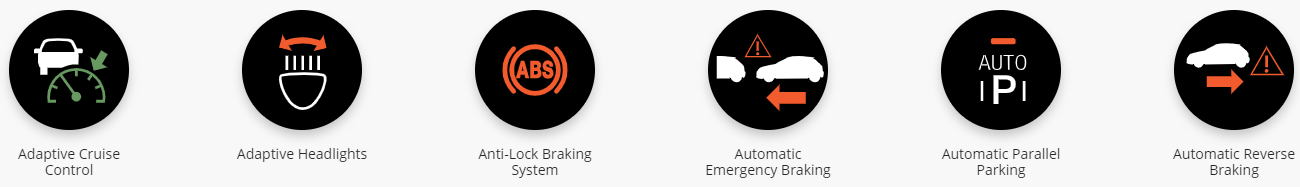 ABS
AUTO
P
Adaptive Cruise
Control
Adaptive Headlights
Anti-Lock Braking
System
Automatic
Emergency Braking
Automatic Parallel
Parking
Automatic Reverse
Braking